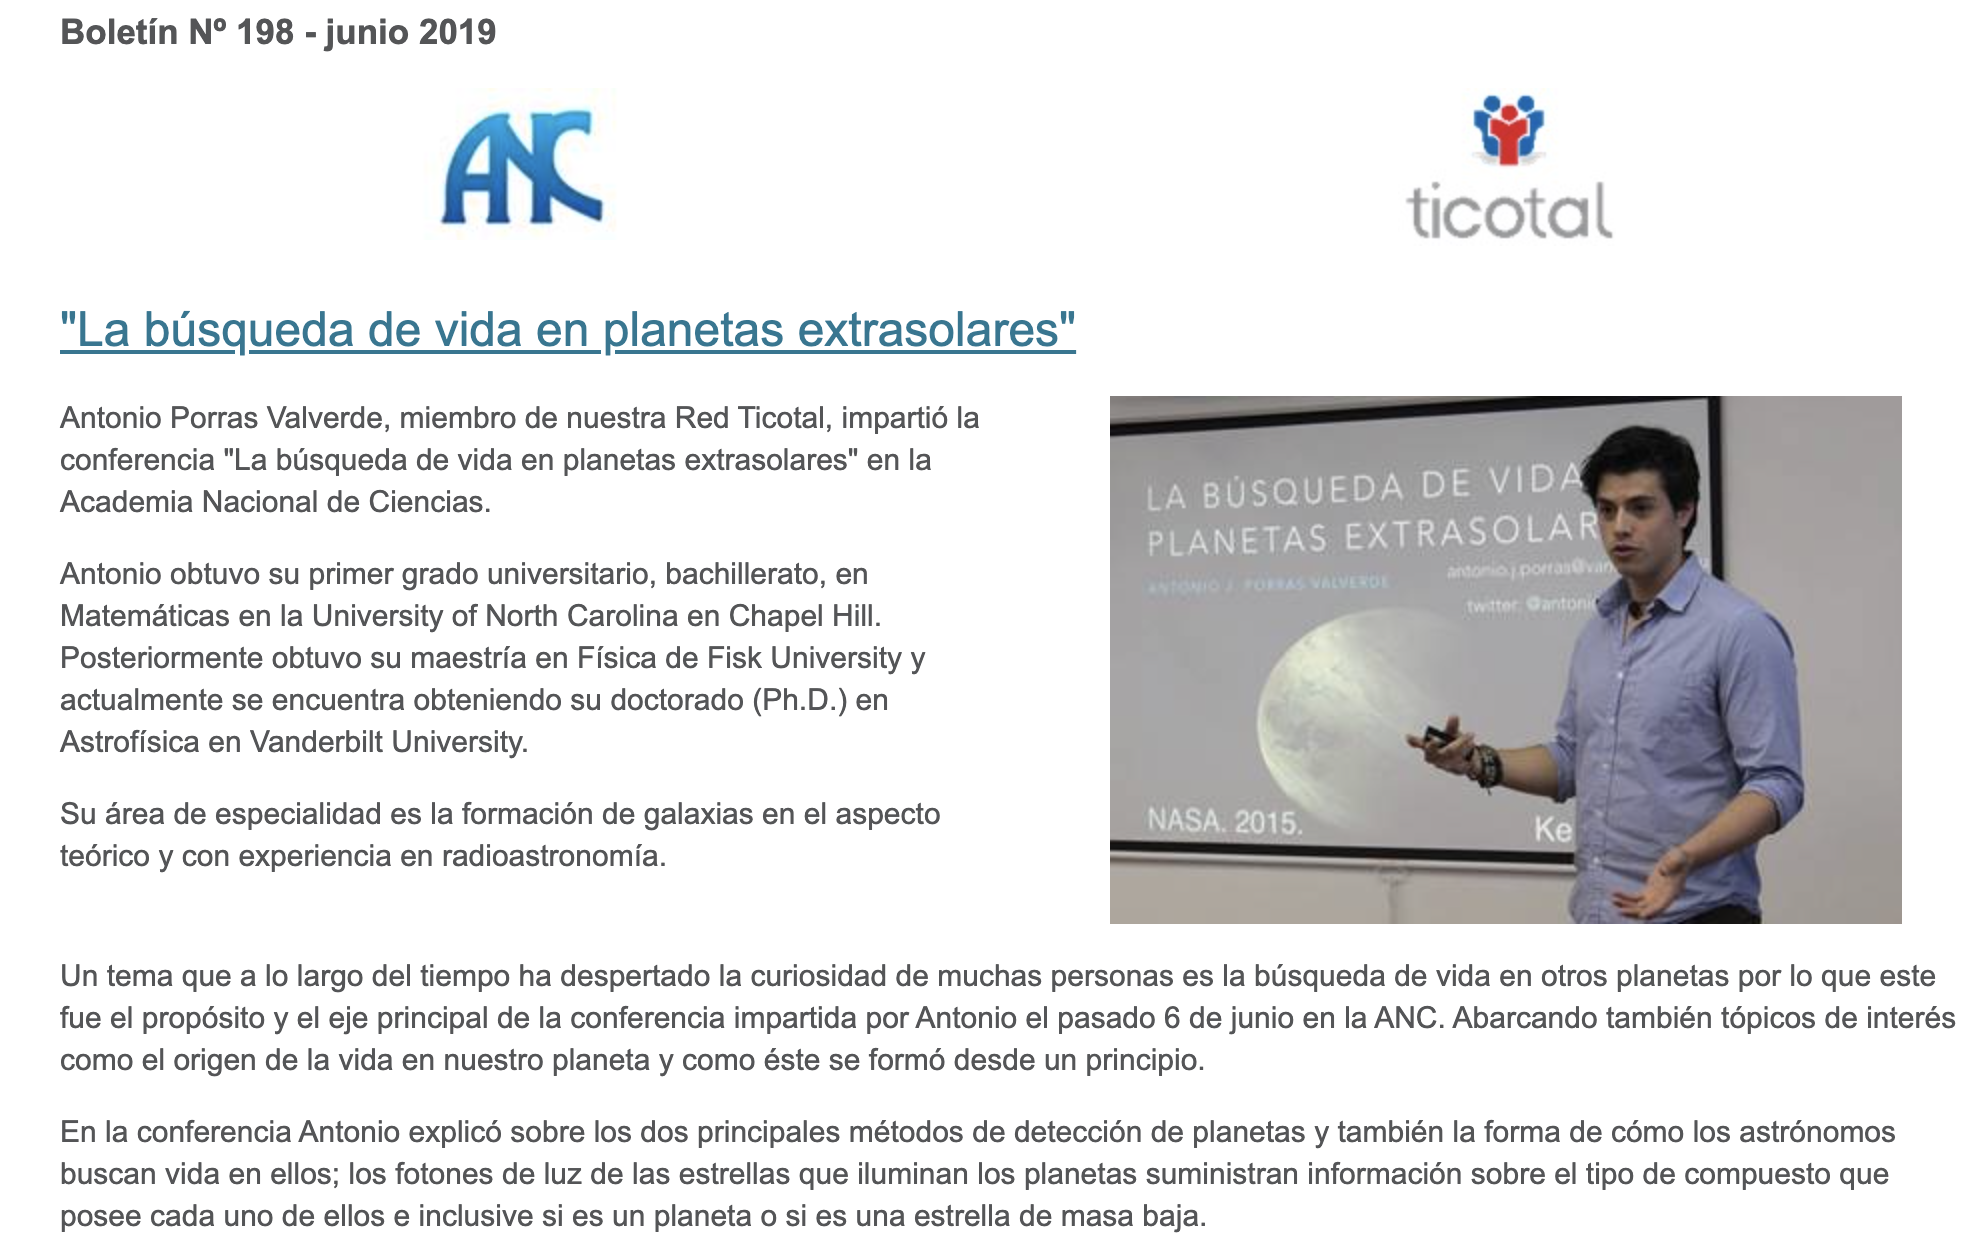 Boletín Nº 198 - junio 2019
ANC
ticotal
"La búsqueda de vida en planetas extrasolares"
Antonio Porras Valverde, miembro de nuestra Red Ticotal, impartió la
conferencia "La búsqueda de vida en planetas extrasolares" en la
Academia Nacional de Ciencias.
Antonio obtuvo su primer grado universitario, bachillerato, en
Matemáticas en la University of North Carolina en Chapel Hill.
Posteriormente obtuvo su maestría en Física de Fisk University y
actualmente se encuentra obteniendo su doctorado (Ph.D.) en
Astrofísica en Vanderbilt University.
Su área de especialidad es la formación de galaxias en el aspecto
teórico y con experiencia en radioastronomía.
LA BÚSQUEDA DE VIDA
PLANETAS EXTRASOLAR
ANTONIO J. PORRAS VALVERDE
antonio.j.porras@van
twitter: @antonio
NASA. 2015.
Ke
Un tema que a lo largo del tiempo ha despertado la curiosidad de muchas personas es la búsqueda de vida en otros planetas por lo que este
fue el propósito y el eje principal de la conferencia impartida por Antonio el pasado 6 de junio en la ANC. Abarcando también tópicos de interés
como el origen de la vida en nuestro planeta y como éste se formó desde un principio.
En la conferencia Antonio explicó sobre los dos principales métodos de detección de planetas y también la forma de cómo los astrónomos
buscan vida en ellos; los fotones de luz de las estrellas que iluminan los planetas suministran información sobre el tipo de compuesto que
posee cada uno de ellos e inclusive si es un planeta o si es una estrella de masa baja.